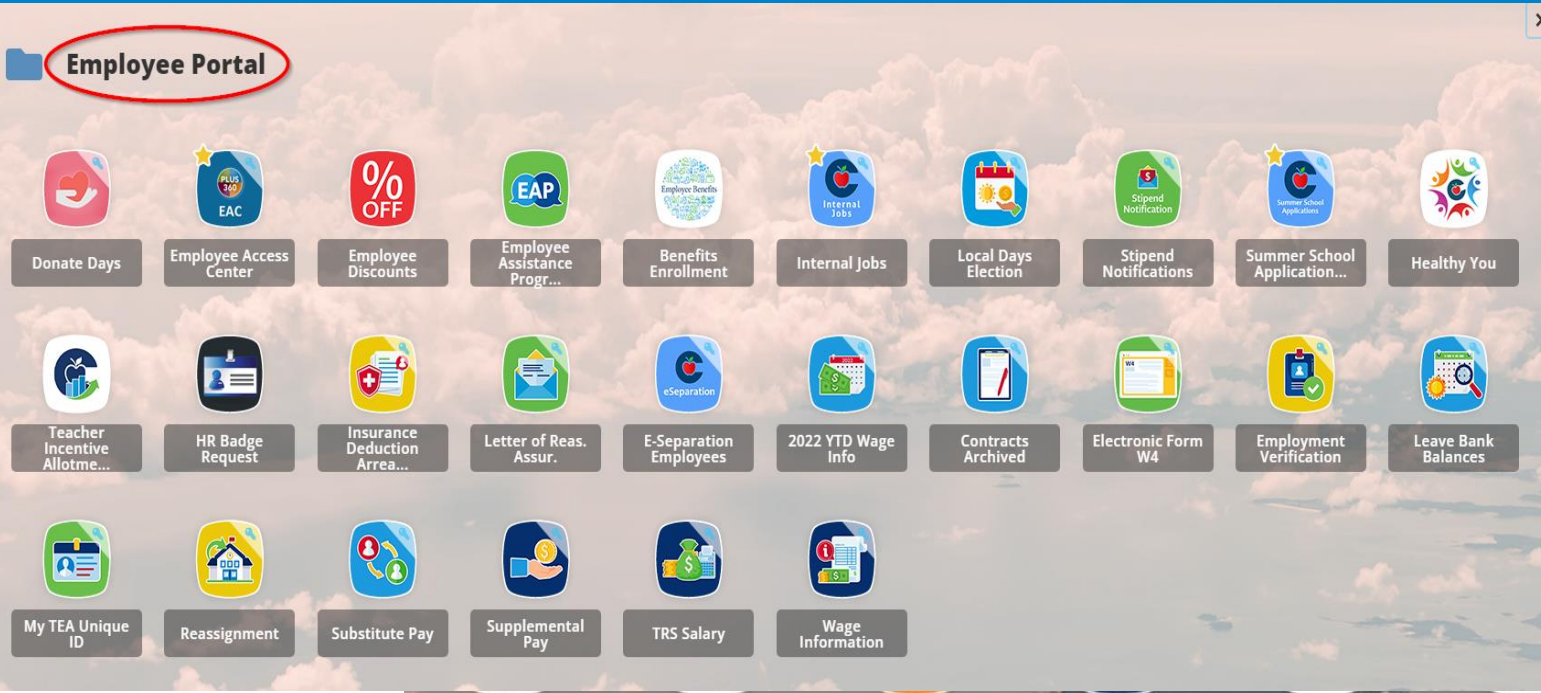 Employee Portal
PLUS
360
EAC
%
OFF
EAP
Employee Benefits
Internal
Jobs
$
Stipend
Notification
Summer School
Applications
Donate Days
Employee Access
Center
Employee
Discounts
Employee
Assistance
Progr...
Benefits
Enrollment
Internal Jobs
Local Days
Election
Stipend
Notifications
Summer School
Application...
Healthy You
eSeparation
2022
W4
Teacher
Incentive
Allotme...
HR Badge
Request
Insurance
Deduction
Arrea...
Letter of Reas.
Assur.
E-Separation
Employees
2022 YTD Wage
Info
Contracts
Archived
Electronic Form
W4
Employment
Verification
Leave Bank
Balances
$
$
i
$
My TEA Unique
ID
Reassignment
Substitute Pay
Supplemental
Pay
TRS Salary
Wage
Information